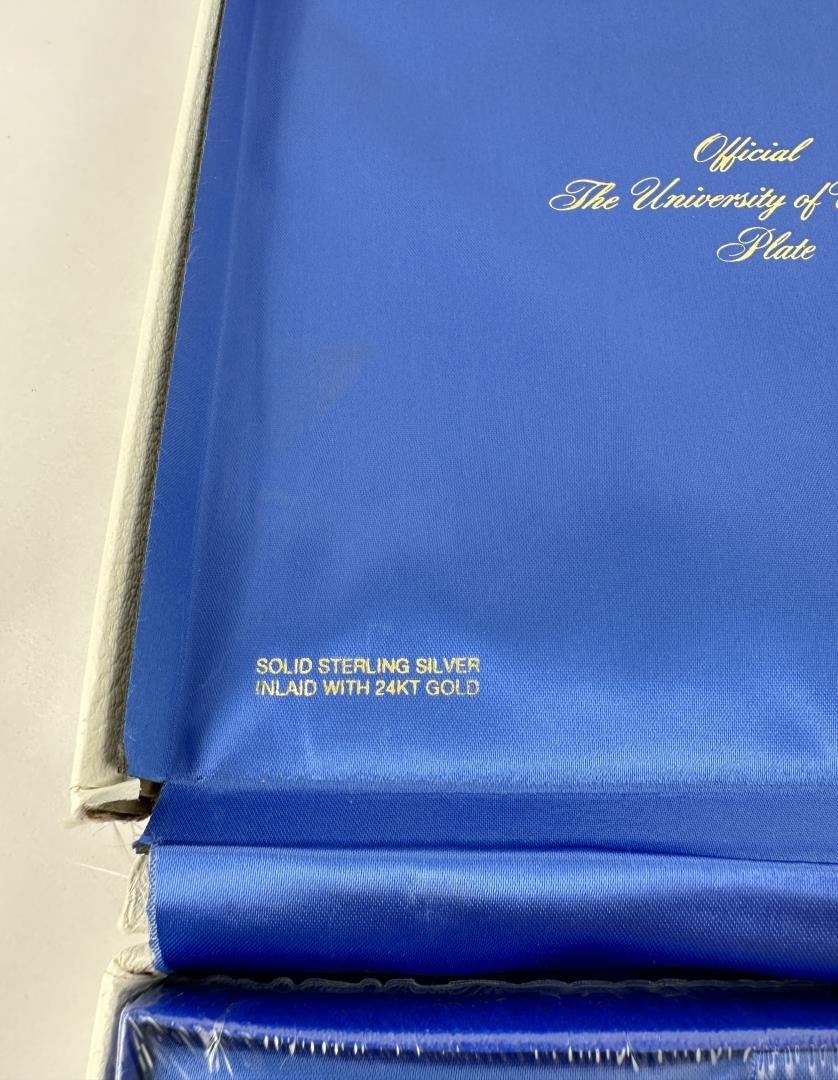 Official
The University of
Plate
SOLID STERLING SILVER
INLAID WITH 24KT GOLD